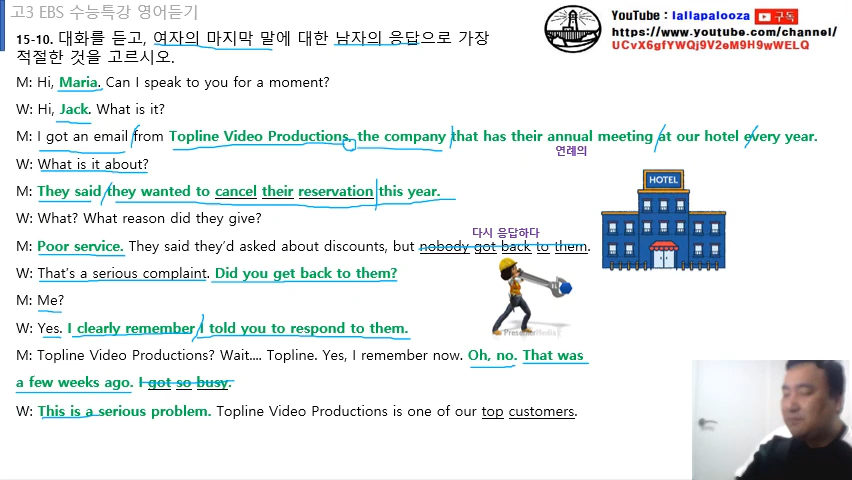 고3 EBS 수능특강 영어듣기
YouTube : lallapalooza 구독
https://www.youtube.com/channel/
UCvX6gfYWQj9V2eM9H9wWELQ
15-10. 대화를 듣고, 여자의 마지막 말에 대한 남자의 응답으로 가장
적절한 것을 고르시오.
M: Hi, Maria. Can I speak to you for a moment?
W: Hi, Jack. What is it?
M: I got an email from Topline Video Productions, the company that has their annual meeting at our hotel every year.
연례의
W: What is it about?
M: They said they wanted to cancel their reservation this year.
HOTEL
W: What? What reason did they give?
다시 응답하다
M: Poor service. They said they'd asked about discounts, but nobody got back to them.
W: That's a serious complaint. Did you get back to them?
M: Me?
W: Yes. I clearly remember I told you to respond to them.
PresenterMedia
M: Topline Video Productions? Wait.... Topline. Yes, I remember now. Oh, no. That was
a few weeks ago. I got so busy.
W: This is a serious problem. Topline Video Productions is one of our top customers.